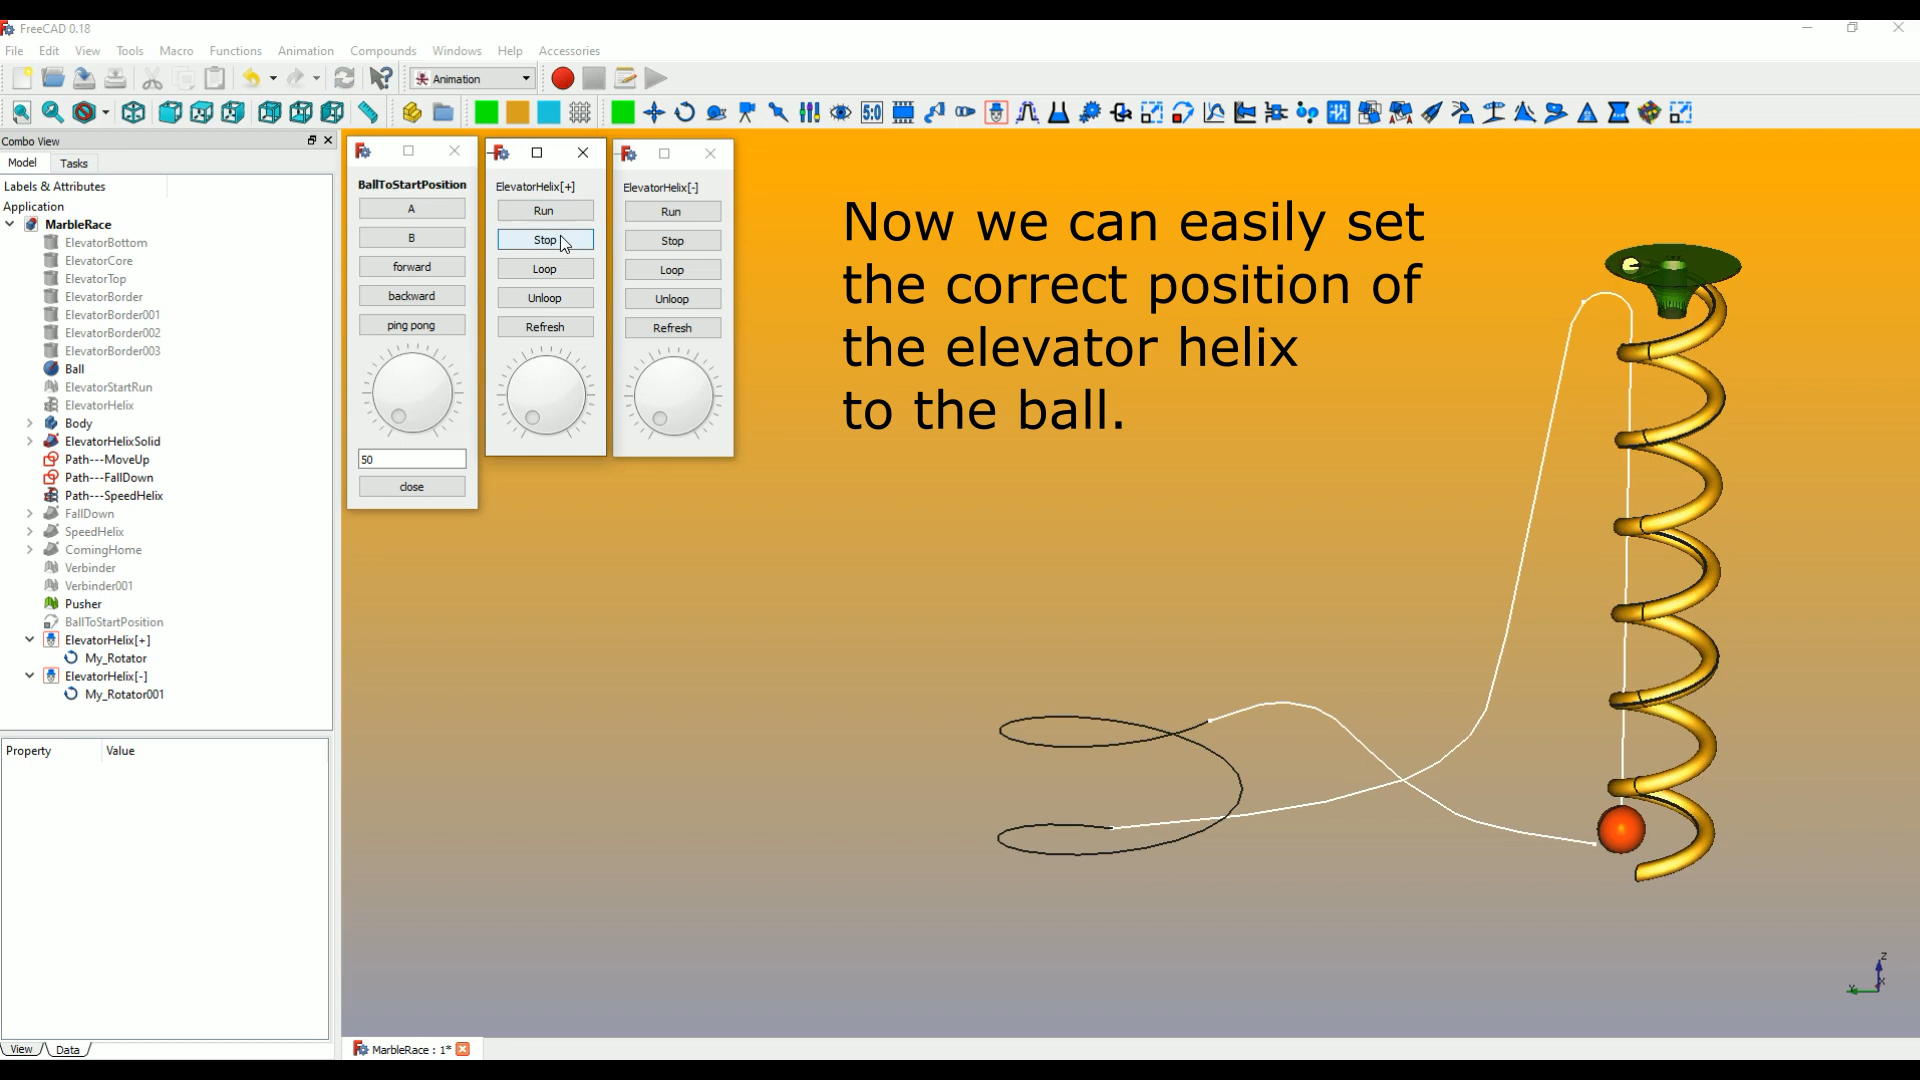 FreeCAD 0.18
File Edit View Tools Macro Functions Animation Compounds Windows Help Accessories
Animation
5:0
Combo View
Model Tasks
Labels & Attributes
Application
MarbleRace
ElevatorBottom
ElevatorCore
ElevatorTop
ElevatorBorder
ElevatorBorder001
ElevatorBorder002
ElevatorBorder003
Ball
ElevatorStartRun
ElevatorHelix
Body
ElevatorHelixSolid
Path---MoveUp
Path---FallDown
Path---SpeedHelix
FallDown
SpeedHelix
ComingHome
Verbinder
Verbinder001
Pusher
BallToStartPosition
ElevatorHelix[+]
My_Rotator
ElevatorHelix[-]
My_Rotator001
Property Value
View Data
BallToStartPosition
A
B
forward
backward
ping pong
50
close
ElevatorHelix[+]
Run
Stop
Loop
Unloop
Refresh
ElevatorHelix[-]
Run
Stop
Loop
Unloop
Refresh
Now we can easily set
the correct position of
the elevator helix
to the ball.
Z
X
Y
MarbleRace : 1*